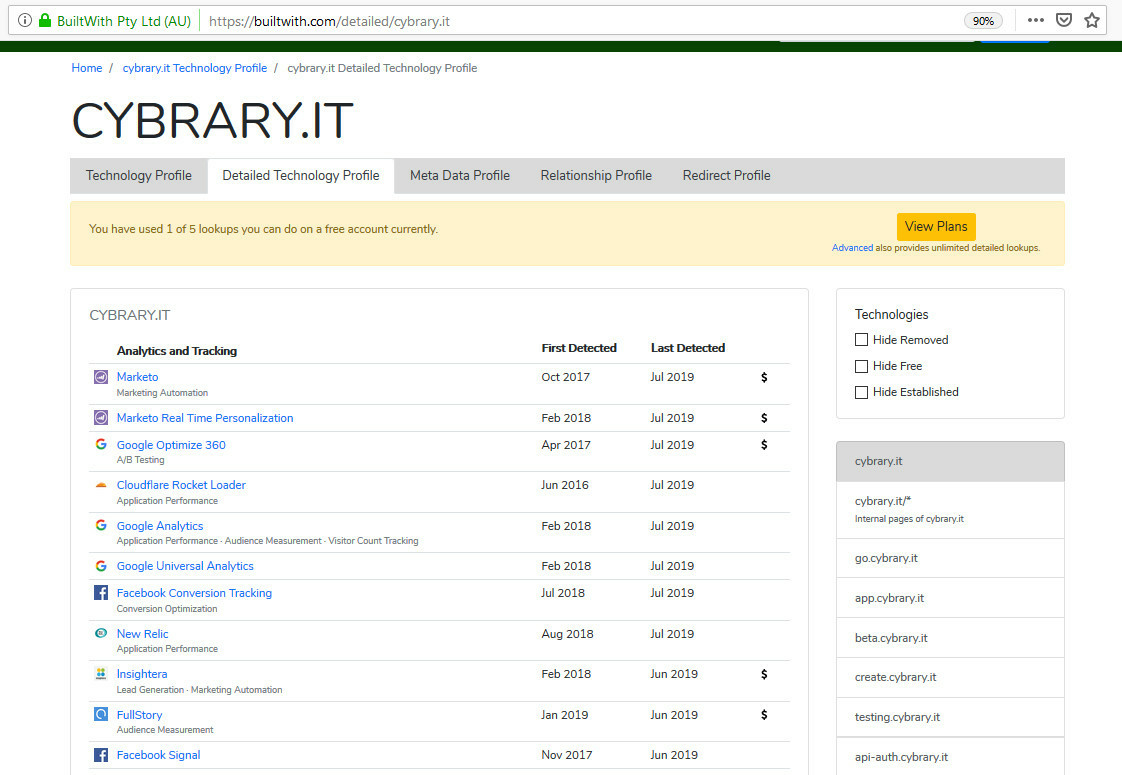 BuiltWith Pty Ltd (AU) https://builtwith.com/detailed/cybrary.it 90%
Home / cybrary.it Technology Profile / cybrary.it Detailed Technology Profile
CYBRARY.IT
Technology Profile Detailed Technology Profile Meta Data Profile Relationship Profile Redirect Profile
You have used 1 of 5 lookups you can do on a free account currently.
View Plans
Advanced also provides unlimited detailed lookups.
CYBRARY.IT
Analytics and Tracking First Detected Last Detected
Marketo Oct 2017 Jul 2019 $
Marketing Automation
Marketo Real Time Personalization Feb 2018 Jul 2019 $
Google Optimize 360 Apr 2017 Jul 2019 $
A/B Testing
Cloudflare Rocket Loader Jun 2016 Jul 2019
Application Performance
Google Analytics Feb 2018 Jul 2019
Application Performance · Audience Measurement · Visitor Count Tracking
Google Universal Analytics Feb 2018 Jul 2019
Facebook Conversion Tracking Jul 2018 Jul 2019
Conversion Optimization
New Relic Aug 2018 Jul 2019
Application Performance
Insightera Feb 2018 Jun 2019 $
Lead Generation · Marketing Automation
FullStory Jan 2019 Jun 2019 $
Audience Measurement
Facebook Signal Nov 2017 Jun 2019
Technologies
Hide Removed
Hide Free
Hide Established
cybrary.it
cybrary.it/*
Internal pages of cybrary.it
go.cybrary.it
app.cybrary.it
beta.cybrary.it
create.cybrary.it
testing.cybrary.it
api-auth.cybrary.it